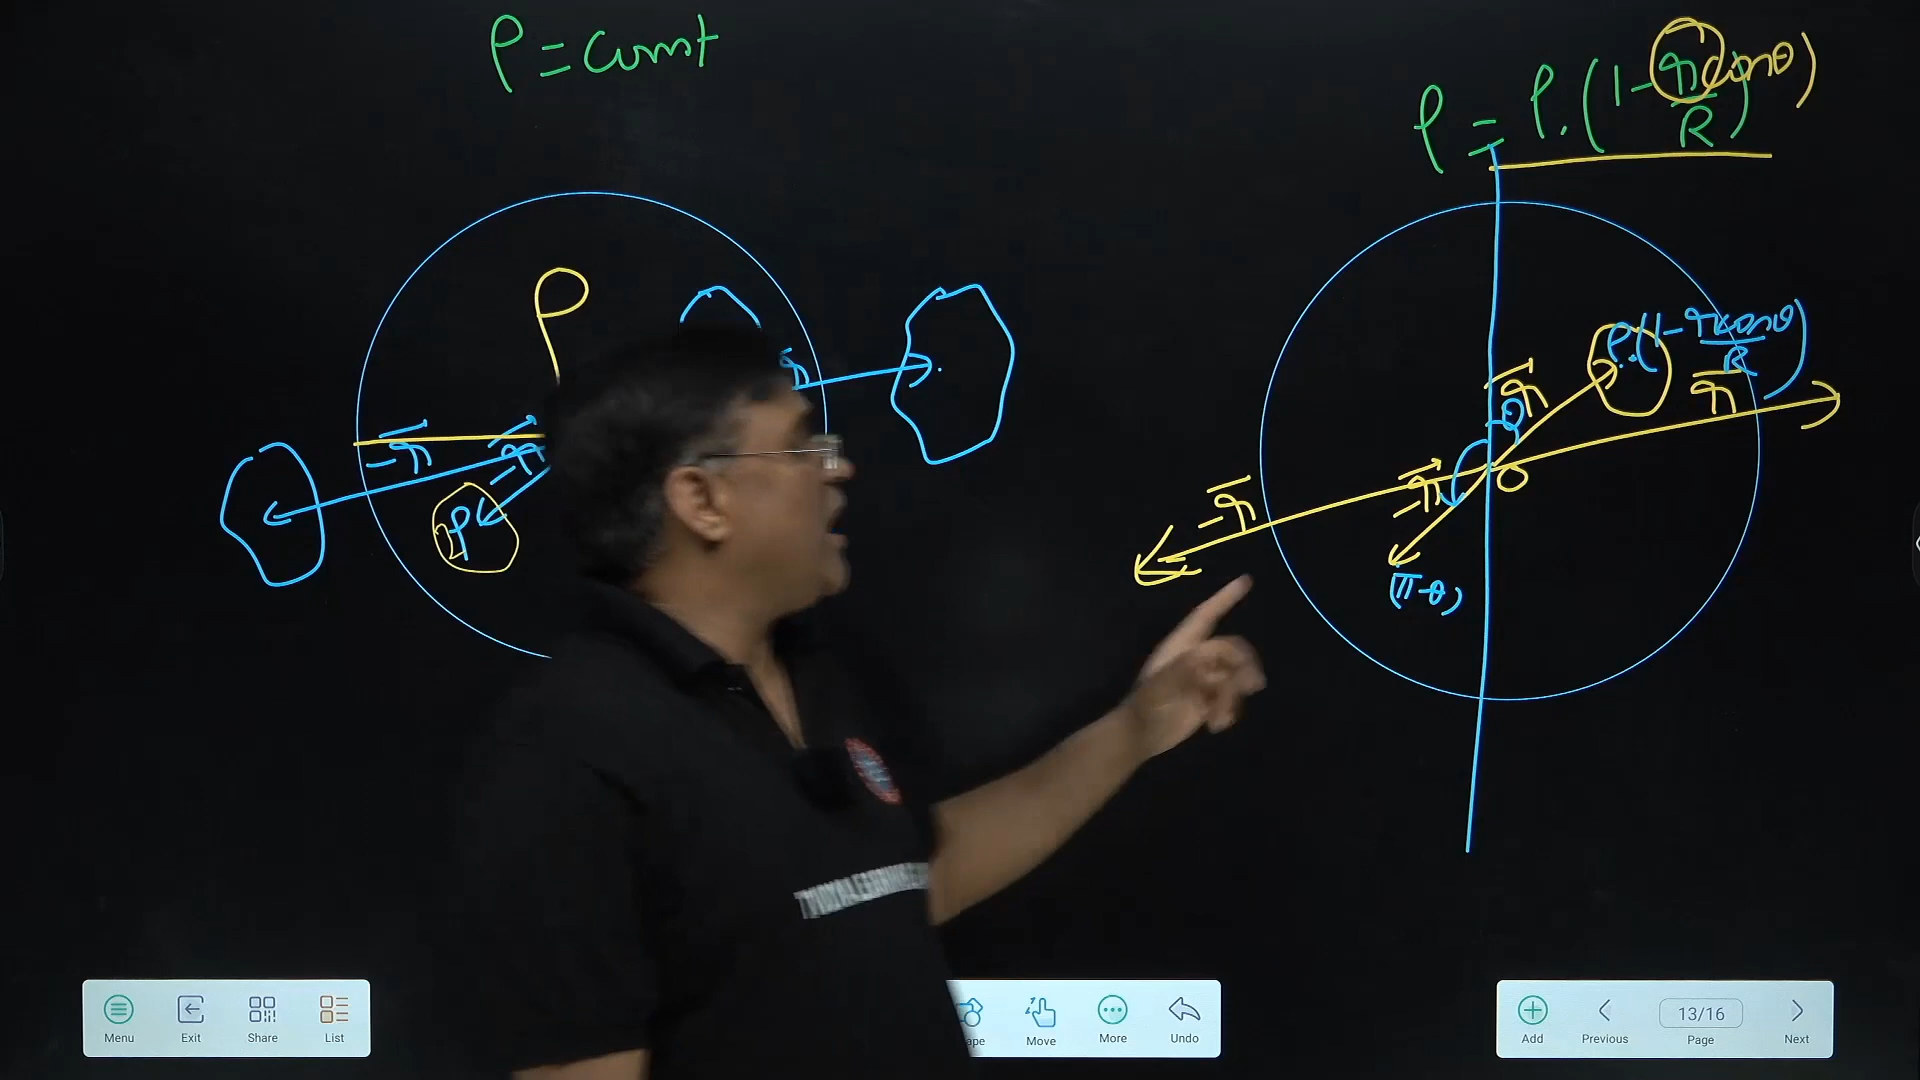 ρ = const
ρ = ρ₀(1 - r cosθ / R)
ρ
-r⃗
-r⃗
ρ
ρ₀(1 - r cosθ / R)
r⃗
r⃗
θ
O
-r⃗
-r⃗
(π-θ)
Menu
Exit
Share
List
Move
More
Undo
Add
Previous
13/16
Page
Next